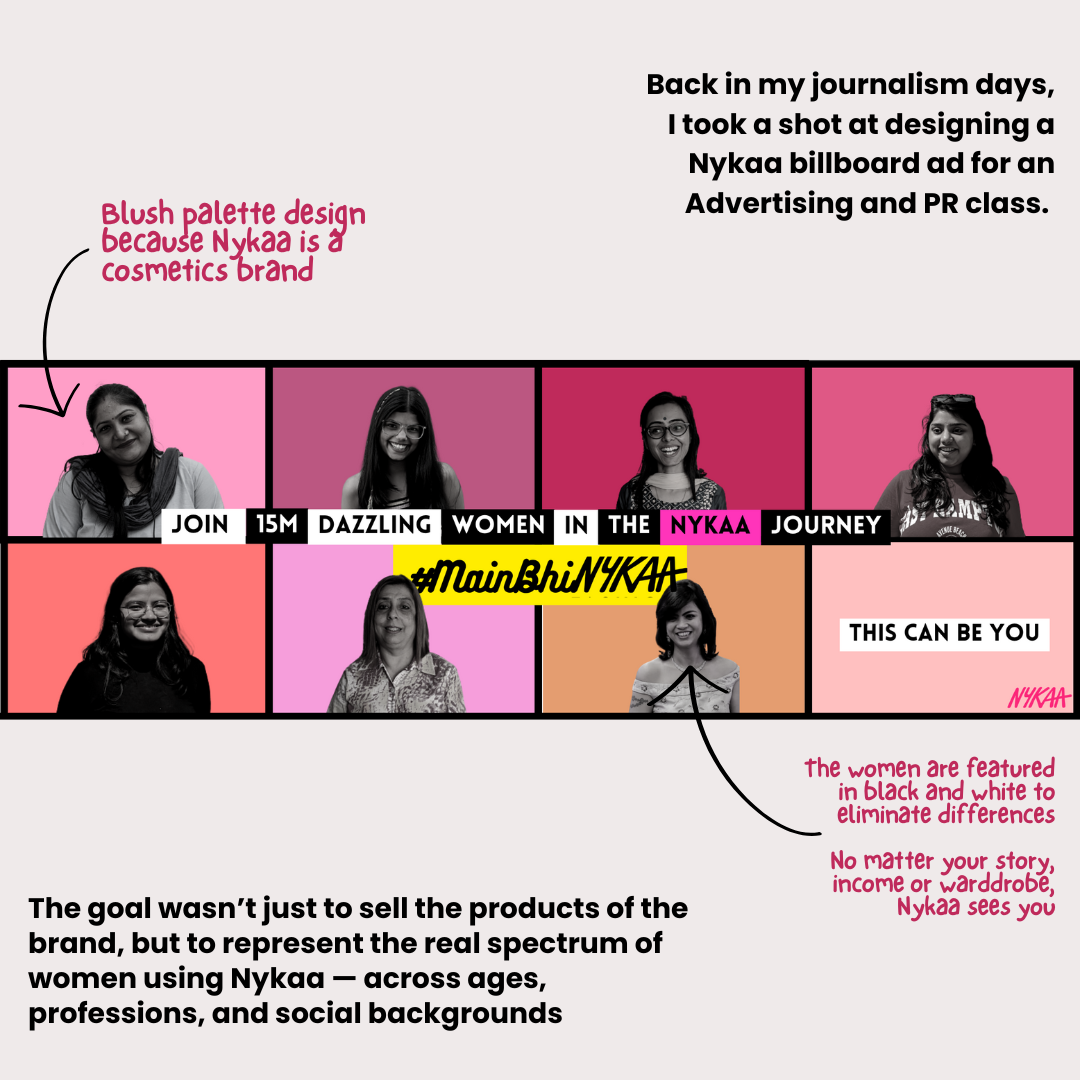 Back in my journalism days,
I took a shot at designing a
Nykaa billboard ad for an
Advertising and PR class.
Blush palette design
because Nykaa is a
cosmetics brand
JOIN 15M DAZZLING WOMEN IN THE NYKAA JOURNEY
#MainBhiNYKAA
THIS CAN BE YOU
NYKAA
The women are featured
in black and white to
eliminate differences
No matter your story,
income or warddrobe,
Nykaa sees you
The goal wasn't just to sell the products of the
brand, but to represent the real spectrum of
women using Nykaa — across ages,
professions, and social backgrounds